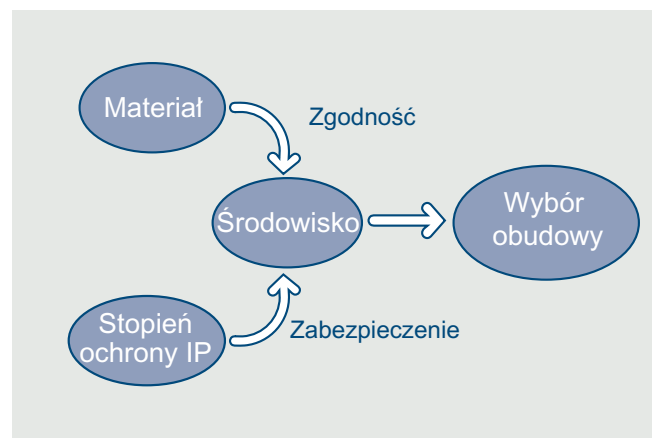 Materiał
Zgodność
Środowisko
Wybór
obudowy
Stopień
ochrony IP
Zabezpieczenie